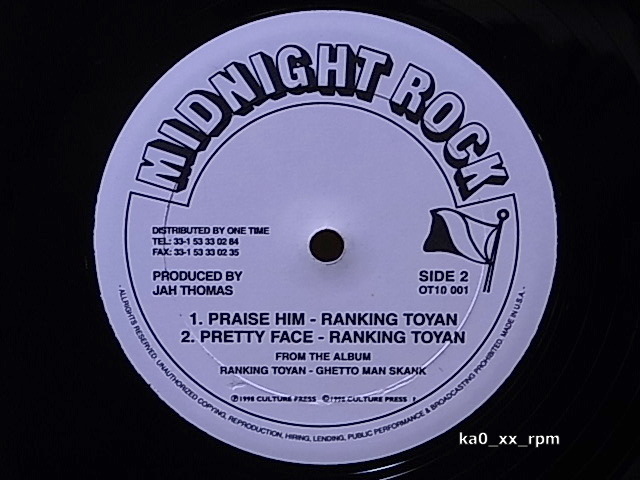 MIDNIGHT ROCK
DISTRIBUTED BY ONE TIME
TEL: 33-1 53 33 02 84
FAX: 33-1 53 33 02 35
PRODUCED BY
JAH THOMAS
SIDE 2
OT10 001
1. PRAISE HIM - RANKING TOYAN
2. PRETTY FACE - RANKING TOYAN
FROM THE ALBUM
RANKING TOYAN - GHETTO MAN SKANK
℗ 1998 CULTURE PRESS © 1998 CULTURE PRESS
- ALL RIGHTS RESERVED. UNAUTHORIZED COPYING, REPRODUCTION, HIRING, LENDING, PUBLIC PERFORMANCE & BROADCASTING PROHIBITED. MADE IN U.S.A. -
ka0_xx_rpm